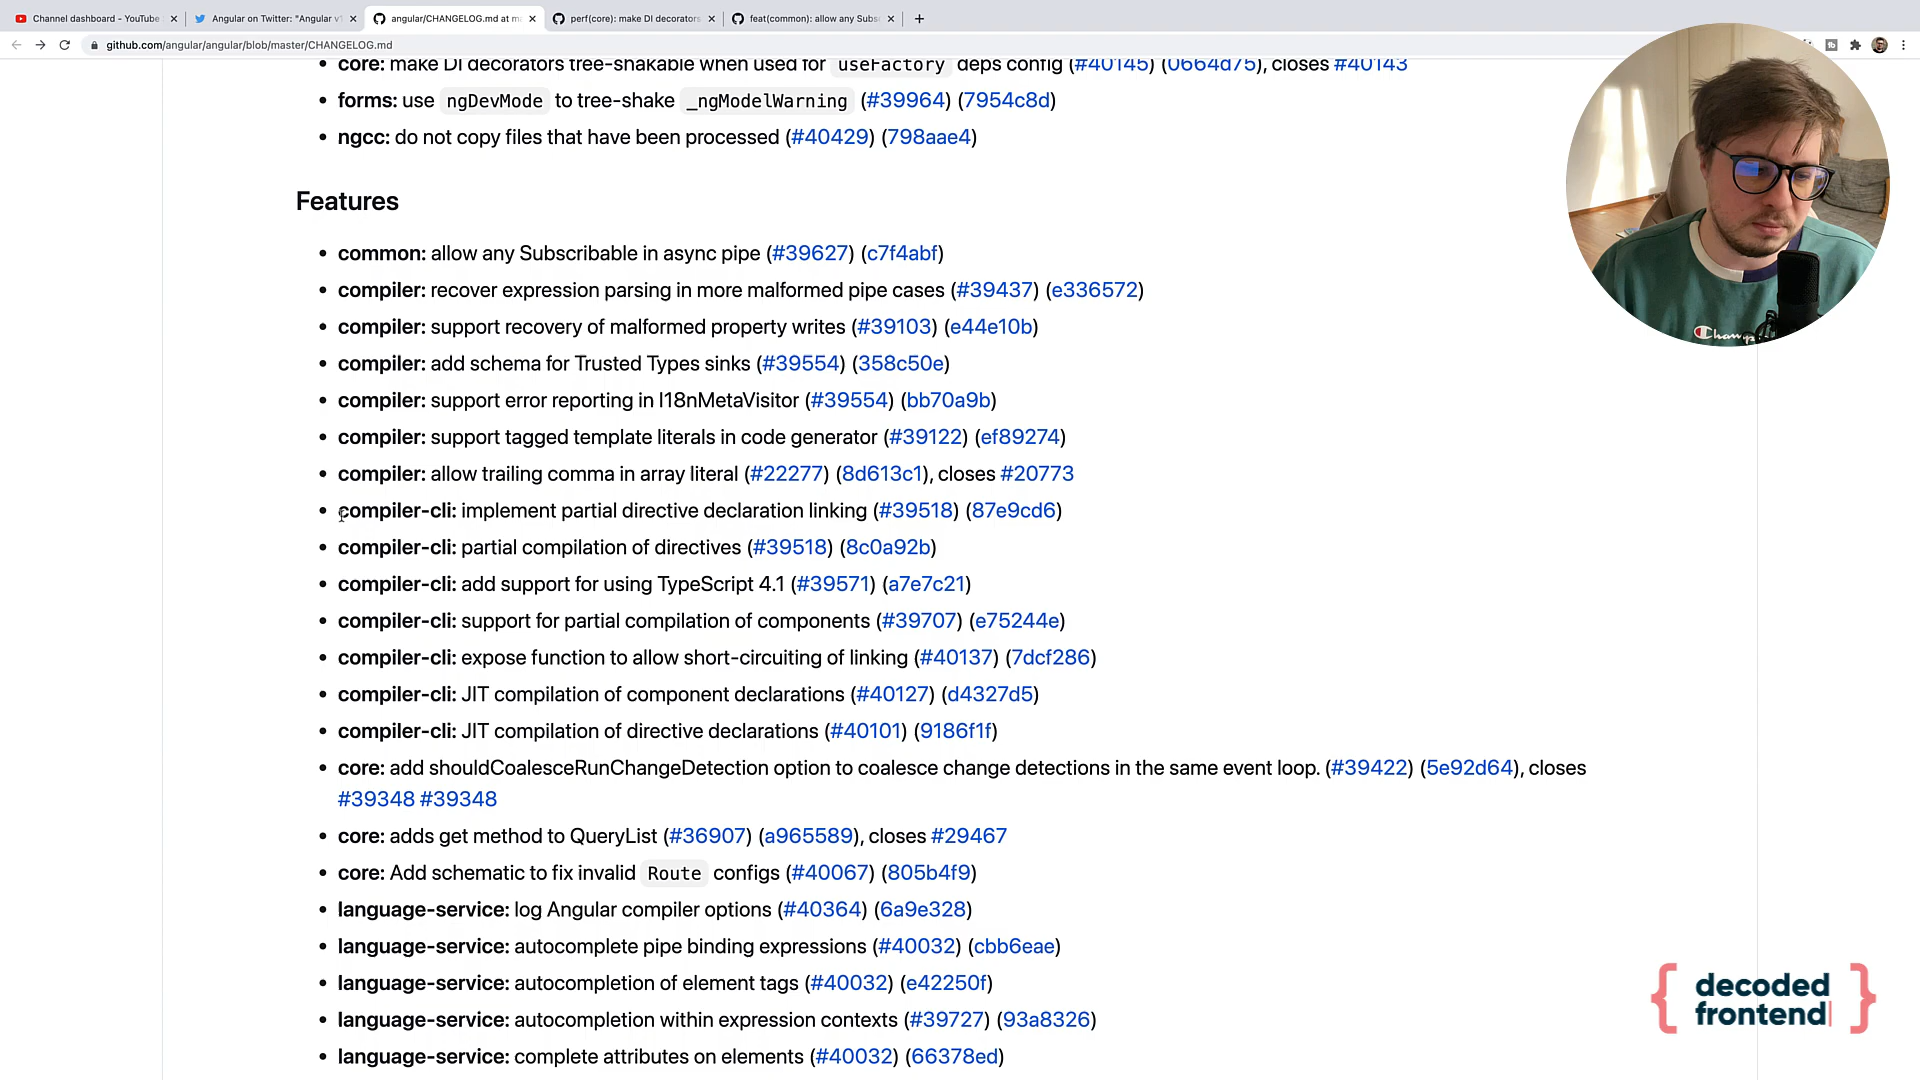 Channel dashboard - YouTube
Angular on Twitter: "Angular v
angular/CHANGELOG.md at m
perf(core): make DI decorators
feat(common): allow any Subs
github.com/angular/angular/blob/master/CHANGELOG.md
• core: make DI decorators tree-shakable when used for useFactory deps config (#40145) (0664d75), closes #40143
• forms: use ngDevMode to tree-shake _ngModelWarning (#39964) (7954c8d)
• ngcc: do not copy files that have been processed (#40429) (798aae4)
Features
• common: allow any Subscribable in async pipe (#39627) (c7f4abf)
• compiler: recover expression parsing in more malformed pipe cases (#39437) (e336572)
• compiler: support recovery of malformed property writes (#39103) (e44e10b)
• compiler: add schema for Trusted Types sinks (#39554) (358c50e)
• compiler: support error reporting in I18nMetaVisitor (#39554) (bb70a9b)
• compiler: support tagged template literals in code generator (#39122) (ef89274)
• compiler: allow trailing comma in array literal (#22277) (8d613c1), closes #20773
• compiler-cli: implement partial directive declaration linking (#39518) (87e9cd6)
• compiler-cli: partial compilation of directives (#39518) (8c0a92b)
• compiler-cli: add support for using TypeScript 4.1 (#39571) (a7e7c21)
• compiler-cli: support for partial compilation of components (#39707) (e75244e)
• compiler-cli: expose function to allow short-circuiting of linking (#40137) (7dcf286)
• compiler-cli: JIT compilation of component declarations (#40127) (d4327d5)
• compiler-cli: JIT compilation of directive declarations (#40101) (9186f1f)
• core: add shouldCoalesceRunChangeDetection option to coalesce change detections in the same event loop. (#39422) (5e92d64), closes
#39348 #39348
• core: adds get method to QueryList (#36907) (a965589), closes #29467
• core: Add schematic to fix invalid Route configs (#40067) (805b4f9)
• language-service: log Angular compiler options (#40364) (6a9e328)
• language-service: autocomplete pipe binding expressions (#40032) (cbb6eae)
• language-service: autocompletion of element tags (#40032) (e42250f)
• language-service: autocompletion within expression contexts (#39727) (93a8326)
• language-service: complete attributes on elements (#40032) (66378ed)
Champ
{ decoded
frontend }